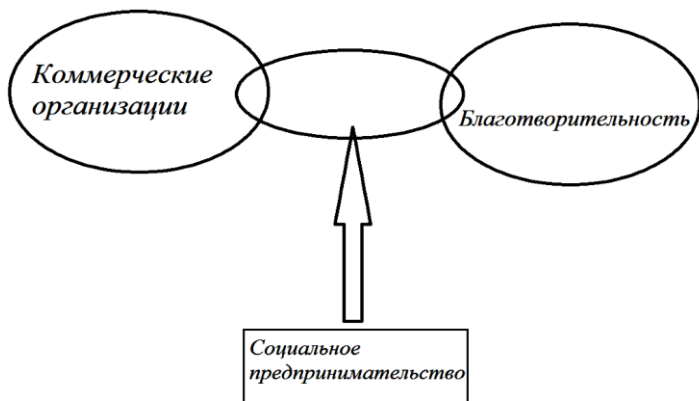 Коммерческие
организации
Благотворительность
Социальное
предпринимательство